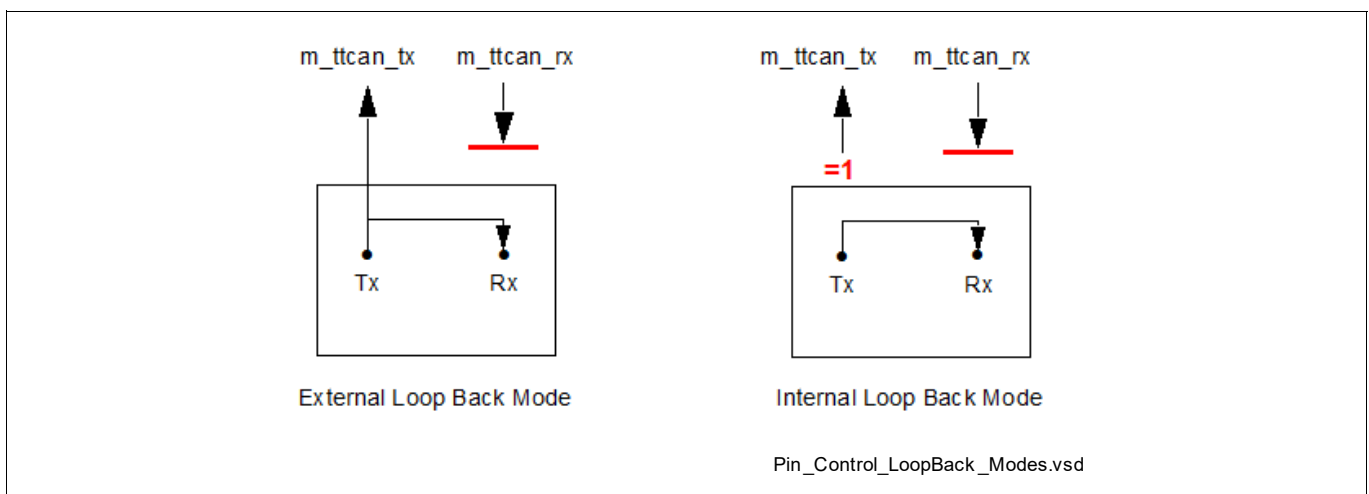 m_ttcan_tx m_ttcan_rx m_ttcan_tx m_ttcan_rx
=1
Tx Rx Tx Rx
External Loop Back Mode Internal Loop Back Mode
Pin_Control_LoopBack_Modes.vsd